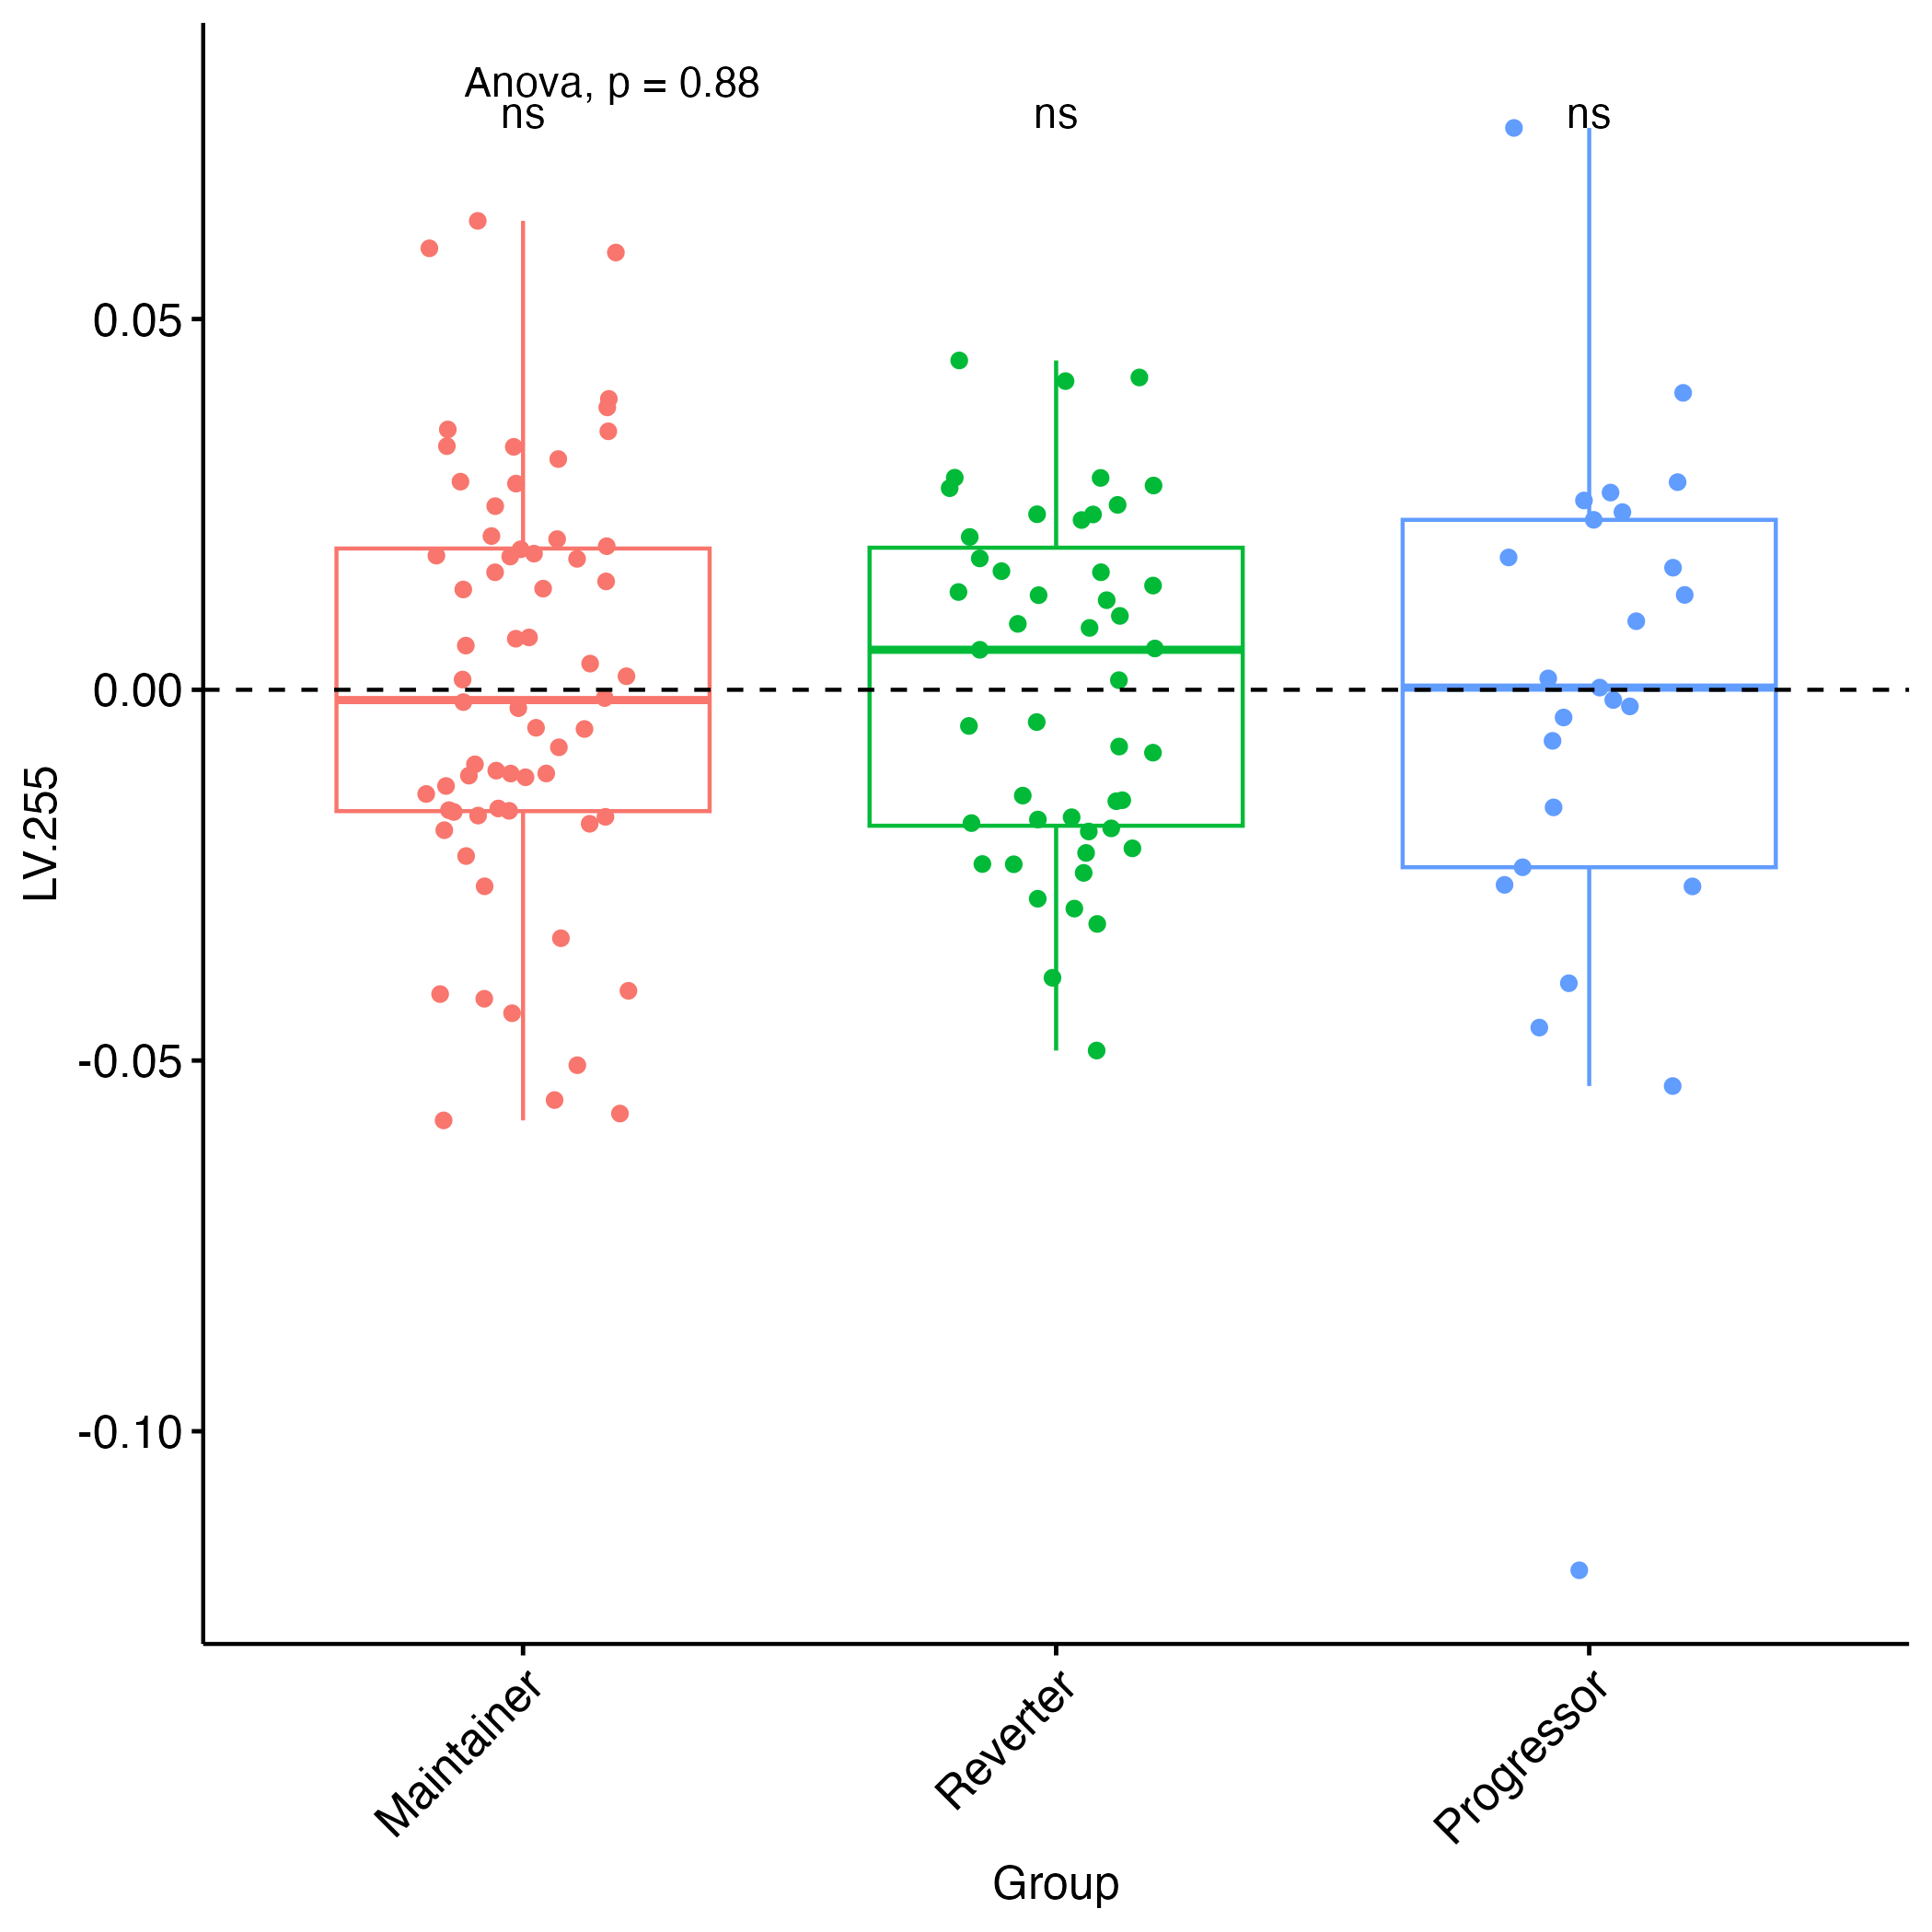 Anova, p = 0.88
ns
ns
ns
0.05
0.00
-0.05
-0.10
LV.255
Maintainer
Reverter
Progressor
Group